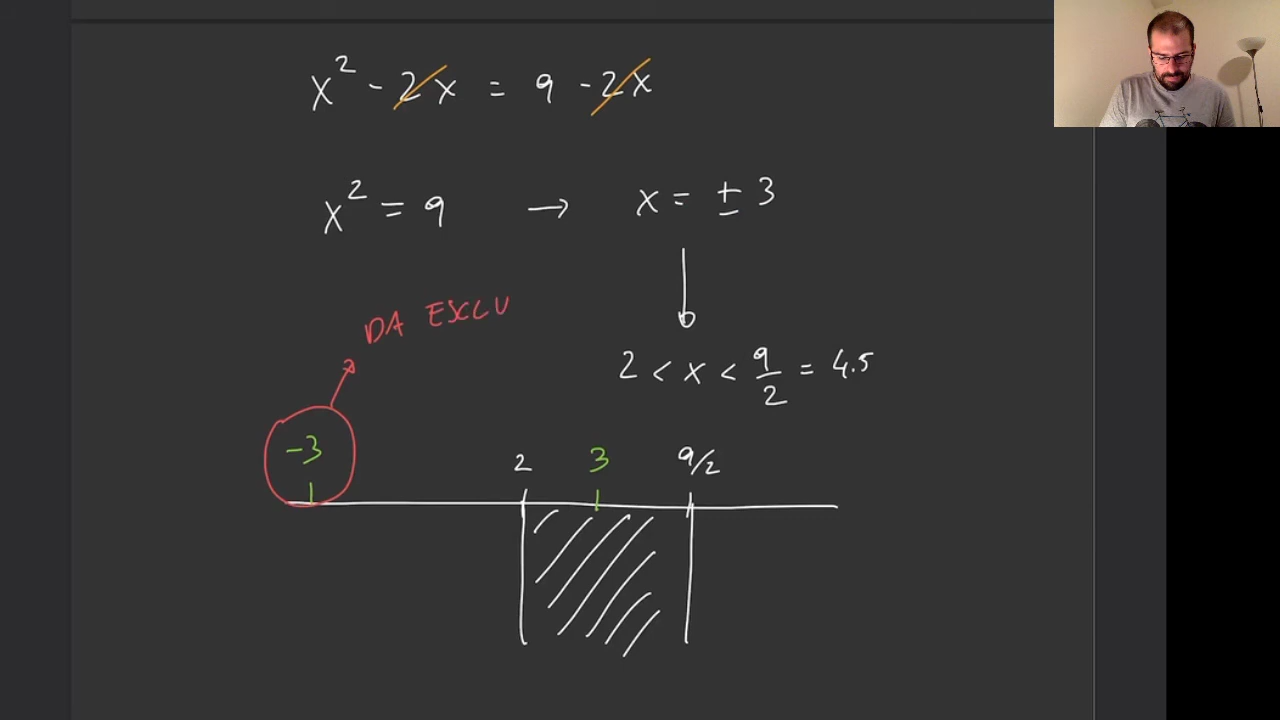 x² - 2x = 9 - 2x
x² = 9 → x = ± 3
DA ESCLU
2 < x < 9/2 = 4.5
-3 2 3 9/2